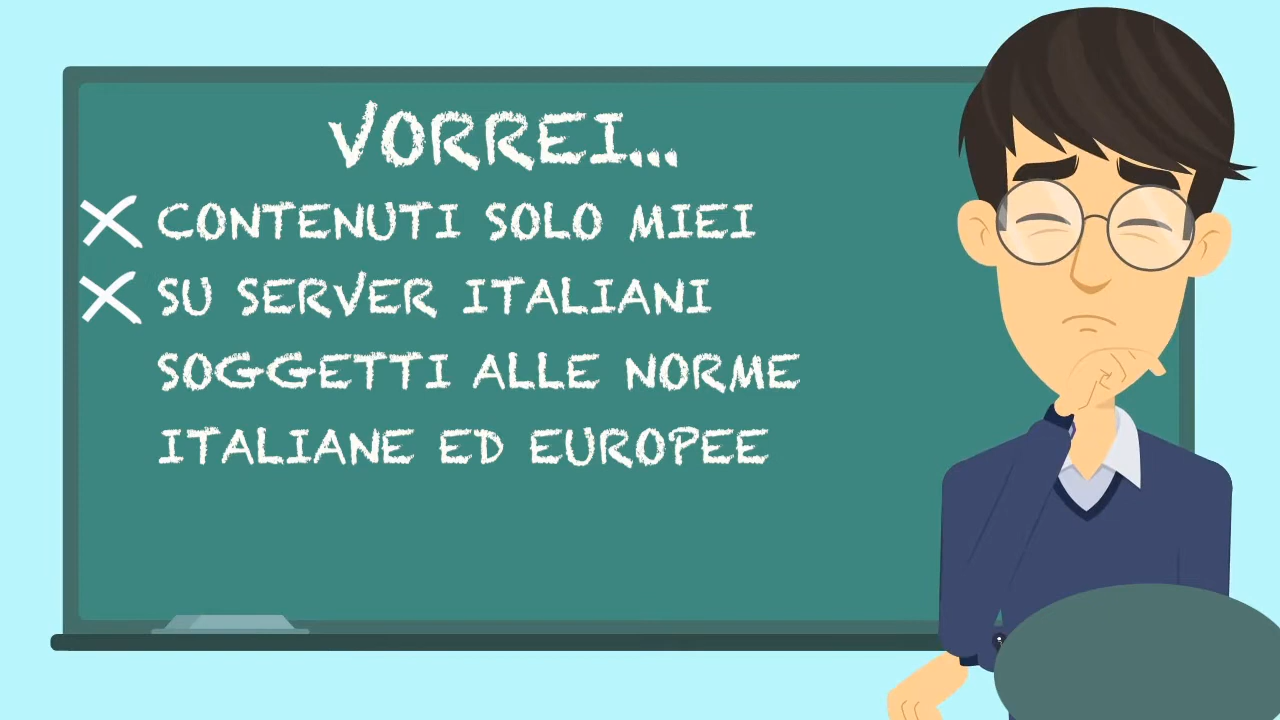 VORREI...
CONTENUTI SOLO MIEI
SU SERVER ITALIANI
SOGGETTI ALLE NORME
ITALIANE ED EUROPEE